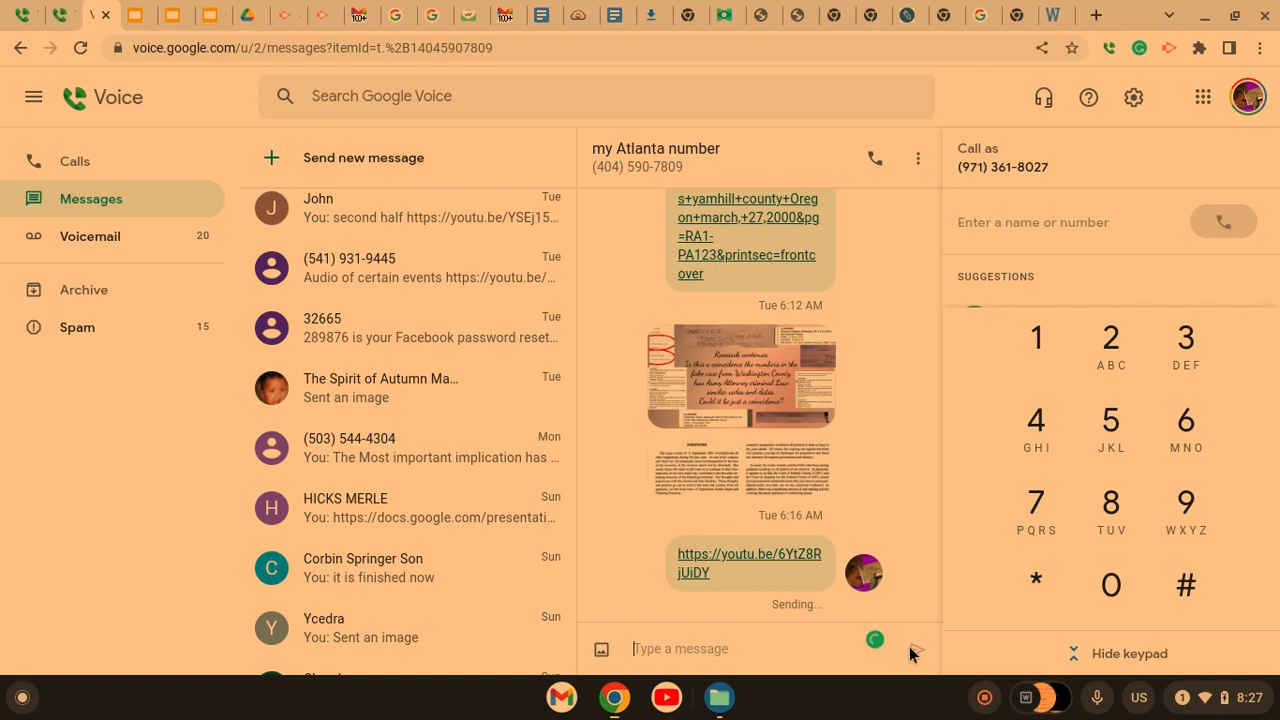 10+
10+
W
voice.google.com/u/2/messages?itemId=t.%2B14045907809
Voice
Search Google Voice
Calls
Messages
Voicemail 20
Archive
Spam 15
Send new message
John Tue
J
You: second half https://youtu.be/YSEj15...
(541) 931-9445 Tue
Audio of certain events https://youtu.be/...
32665 Tue
289876 is your Facebook password reset...
The Spirit of Autumn Ma... Tue
Sent an image
(503) 544-4304 Mon
You: The Most important implication has ...
HICKS MERLE Sun
H
You: https://docs.google.com/presentati...
Corbin Springer Son Sun
C
You: it is finished now
Ycedra Sun
Y
You: Sent an image
my Atlanta number
(404) 590-7809
s+yamhill+county+Oreg
on+march,+27,2000&pg
=RA1-
PA123&printsec=frontc
over
Tue 6:12 AM
Research continues
Is this a coincidence the numbers in the
fake case from Washington County
has Army Attorney criminal Law
similar codes and dates
Could it be just a coincidence?
FOREWORD
Tue 6:16 AM
https://youtu.be/6YtZ8R
jUiDY
Sending...
Type a message
Call as
(971) 361-8027
Enter a name or number
SUGGESTIONS
1 2 3
ABC DEF
4 5 6
GHI JKL MNO
7 8 9
PQRS TUV WXYZ
* 0 #
Hide keypad
W
US
1
8:27